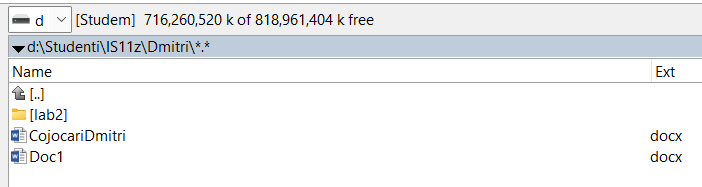 d [Studem] 716,260,520 k of 818,961,404 k free
d:\Studenti\IS11z\Dmitri\*.*
Name Ext
[..]
[lab2]
CojocariDmitri docx
Doc1 docx